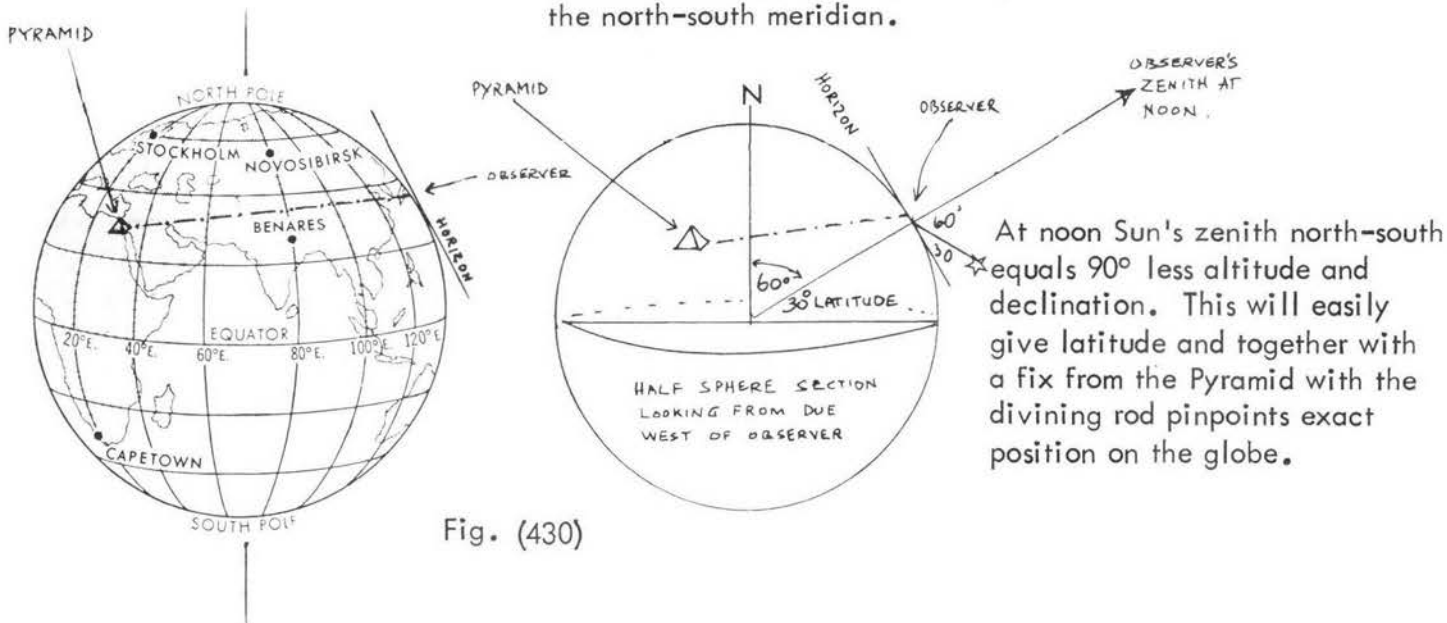 the north-south meridian.
PYRAMID
NORTH POLE
STOCKHOLM
NOVOSIBIRSK
OBSERVER
BENARES
HORIZON
EQUATOR
20°E. 40°E. 60°E. 80°E. 100°E. 120°E.
CAPETOWN
SOUTH POLE
PYRAMID
N
HORIZON
OBSERVER
OBSERVER'S
ZENITH AT
NOON.
60°
30
60°
30° LATITUDE
HALF SPHERE SECTION
LOOKING FROM DUE
WEST OF OBSERVER
At noon Sun's zenith north-south
equals 90° less altitude and
declination. This will easily
give latitude and together with
a fix from the Pyramid with the
divining rod pinpoints exact
position on the globe.
Fig. (430)